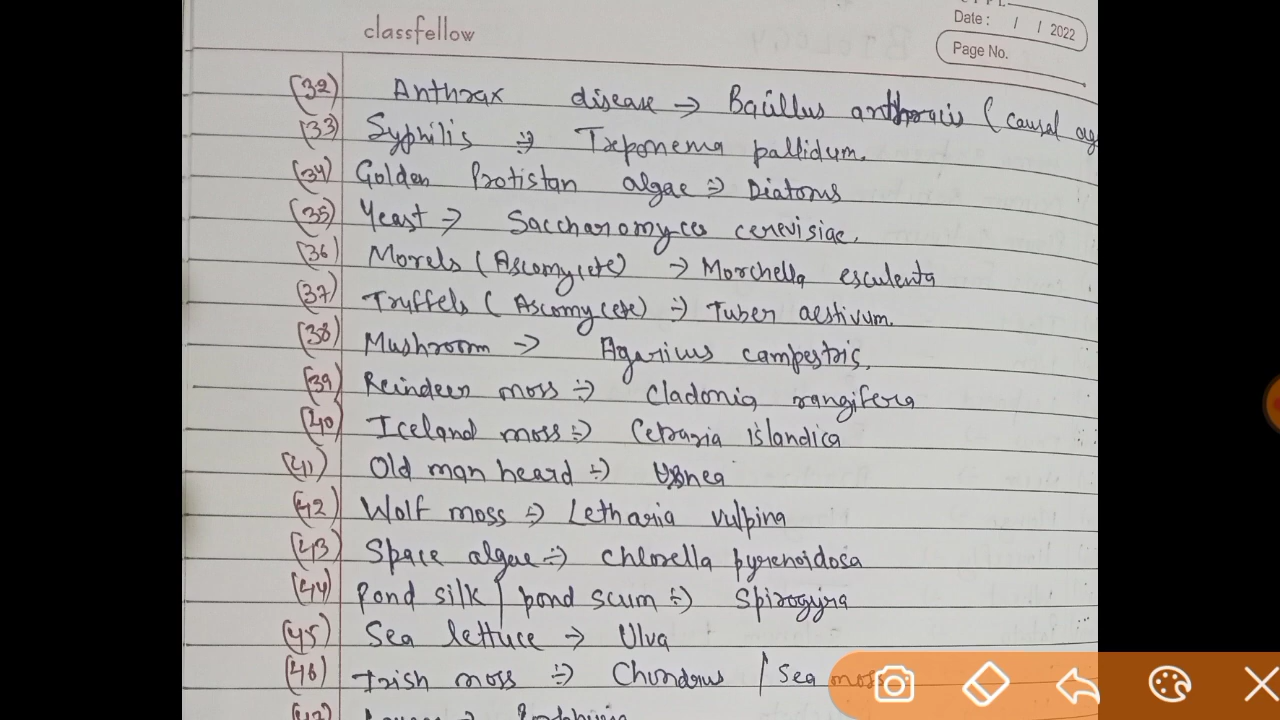 classfellow
Date : / / 2022
Page No.
(32) Anthrax disease → Bacillus anthracis (causal ag
(33) Syphilis ⇒ Treponema pallidum.
(34) Golden Protistan algae ⇒ Diatoms
(35) Yeast → Saccharomyces cerevisiae.
(36) Morels (Ascomycete) → Morchella esculenta
(37) Truffels (Ascomycete) ⇒ Tuber aestivum.
(38) Mushroom → Agaricus campestris.
(39) Reindeer moss ⇒ Cladonia rangifera
(40) Iceland moss ⇒ Cetraria islandica
(41) Old man heard ⇒ Usnea
(42) Wolf moss ⇒ Letharia vulpina
(43) Space algae ⇒ Chlorella pyrenoidosa
(44) Pond silk / pond scum ⇒ Spirogyra
(45) Sea lettuce → Ulva
(46) Irish moss ⇒ Chondrus / Sea moss
(47)